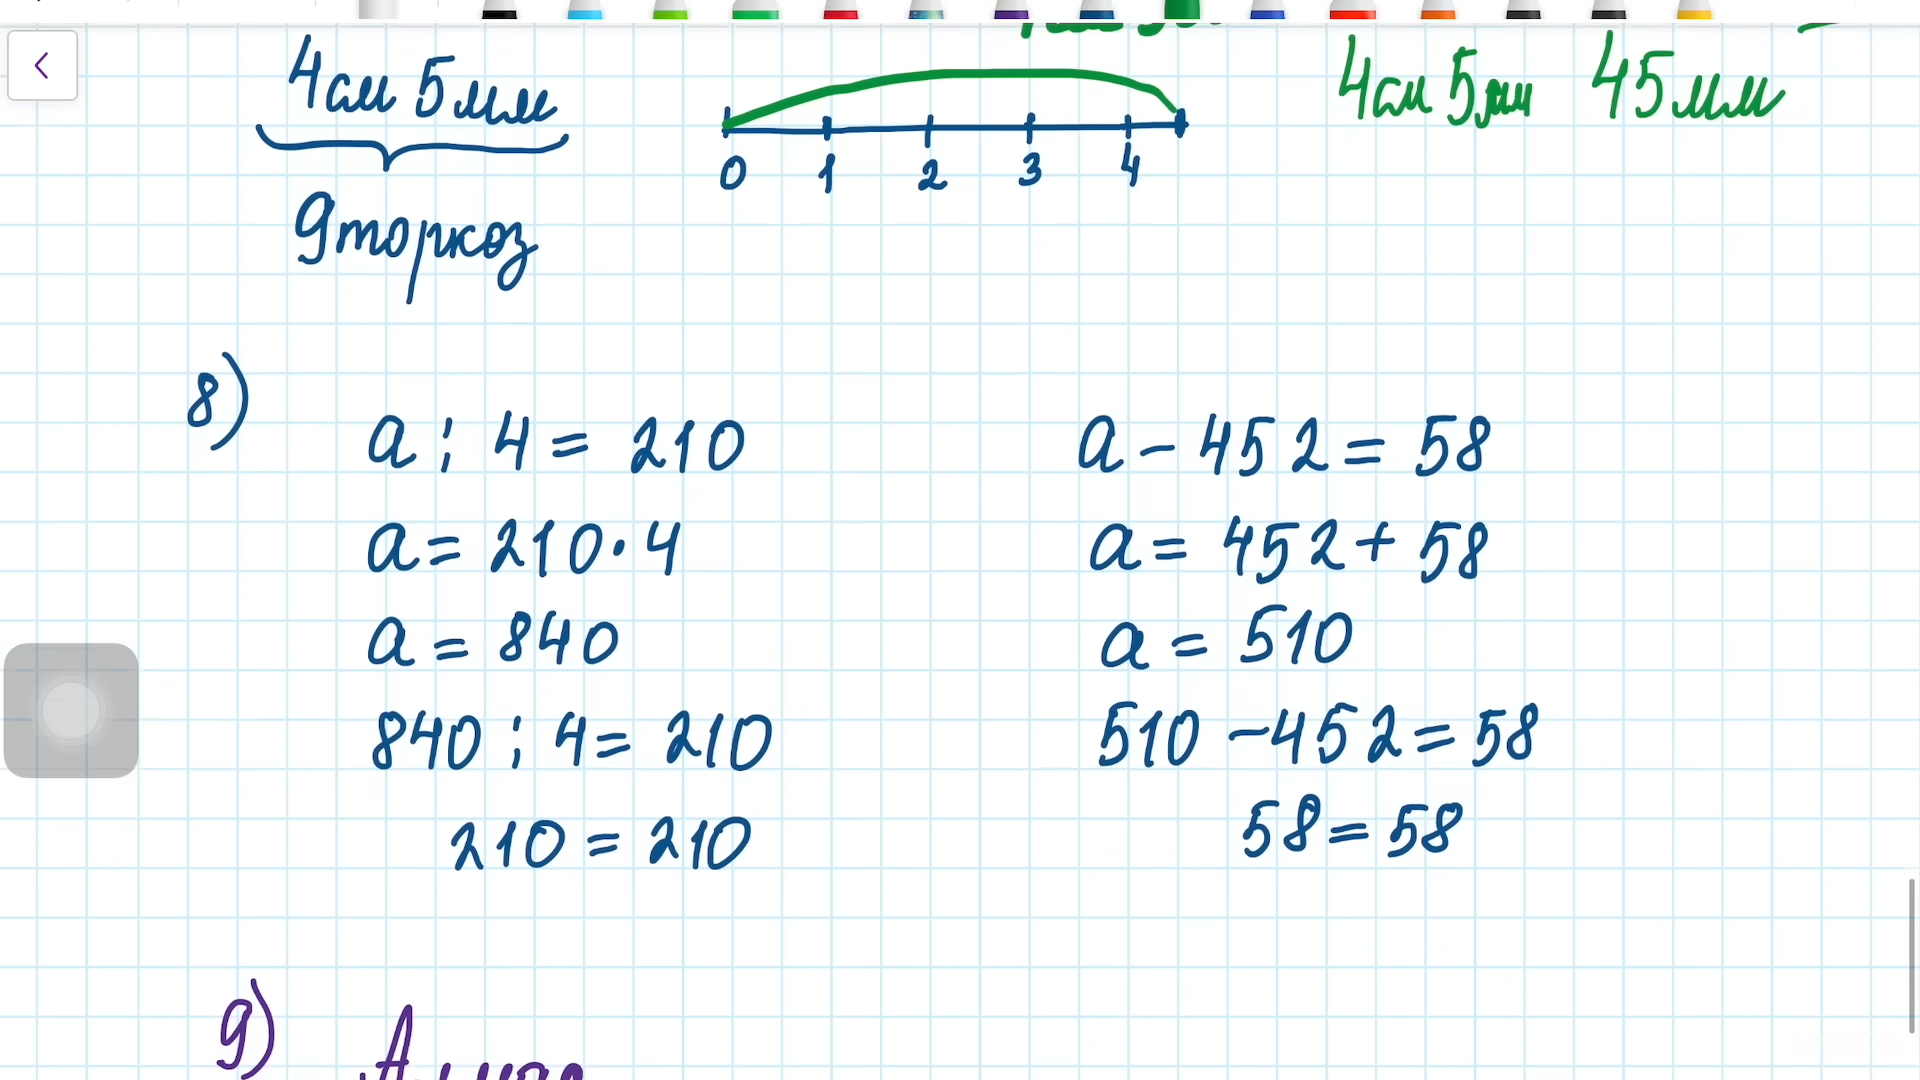 4см 5мм
4см 5мм 45мм
0 1 2 3 4
9торкөз
8)
a : 4 = 210
a - 452 = 58
a = 210 · 4
a = 452 + 58
a = 840
a = 510
840 : 4 = 210
510 - 452 = 58
210 = 210
58 = 58
9)